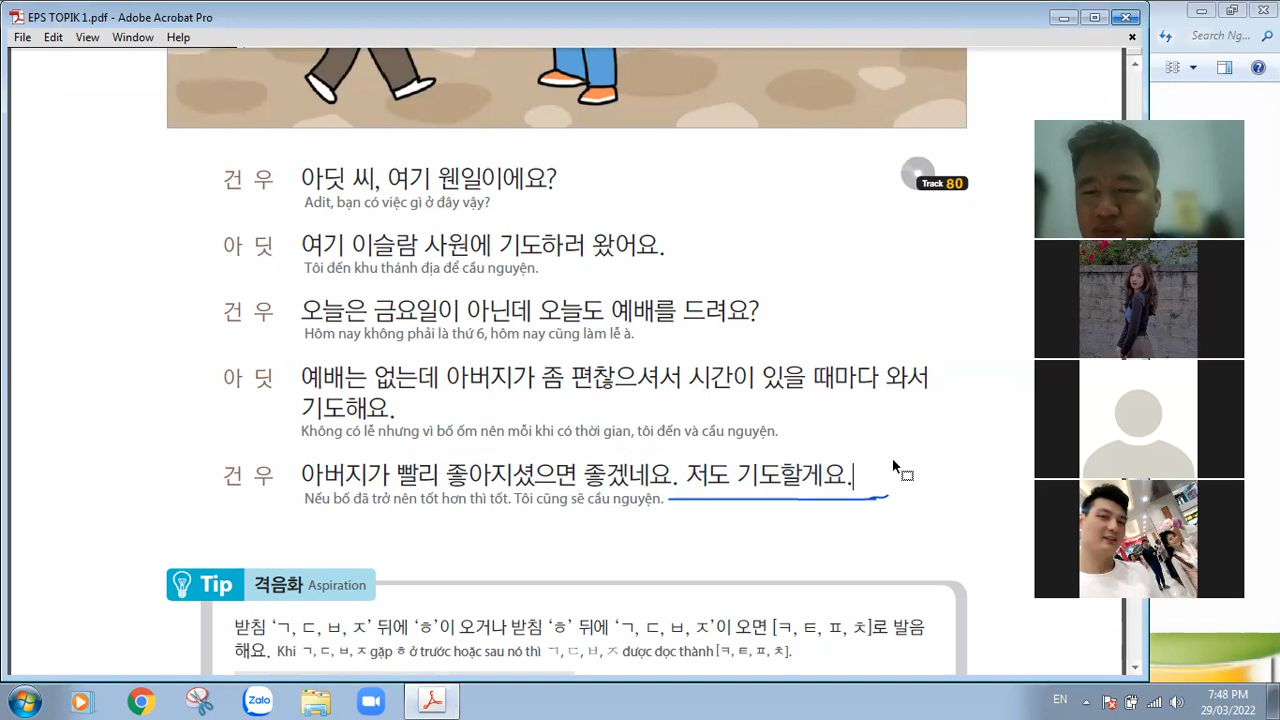 EPS TOPIK 1.pdf - Adobe Acrobat Pro
File Edit View Window Help
Search Ng...
건 우 아딧 씨, 여기 웬일이에요?
Adit, bạn có việc gì ở đây vậy?
Track 80
아 딧 여기 이슬람 사원에 기도하러 왔어요.
Tôi đến khu thánh địa để cầu nguyện.
건 우 오늘은 금요일이 아닌데 오늘도 예배를 드려요?
Hôm nay không phải là thứ 6, hôm nay cũng làm lễ à.
아 딧 예배는 없는데 아버지가 좀 편찮으셔서 시간이 있을 때마다 와서
기도해요.
Không có lễ nhưng vì bố ốm nên mỗi khi có thời gian, tôi đến và cầu nguyện.
건 우 아버지가 빨리 좋아지셨으면 좋겠네요. 저도 기도할게요.
Nếu bố đã trở nên tốt hơn thì tốt. Tôi cũng sẽ cầu nguyện.
Tip 격음화 Aspiration
받침 ‘ㄱ, ㄷ, ㅂ, ㅈ’ 뒤에 ‘ㅎ’이 오거나 받침 ‘ㅎ’ 뒤에 ‘ㄱ, ㄷ, ㅂ, ㅈ’이 오면 [ㅋ, ㅌ, ㅍ, ㅊ]로 발음
해요. Khi ㄱ, ㄷ, ㅂ, ㅈ gặp ㅎ ở trước hoặc sau nó thì ㄱ, ㄷ, ㅂ, ㅈ được đọc thành [ㅋ, ㅌ, ㅍ, ㅊ].
Zalo
EN
7:48 PM
29/03/2022